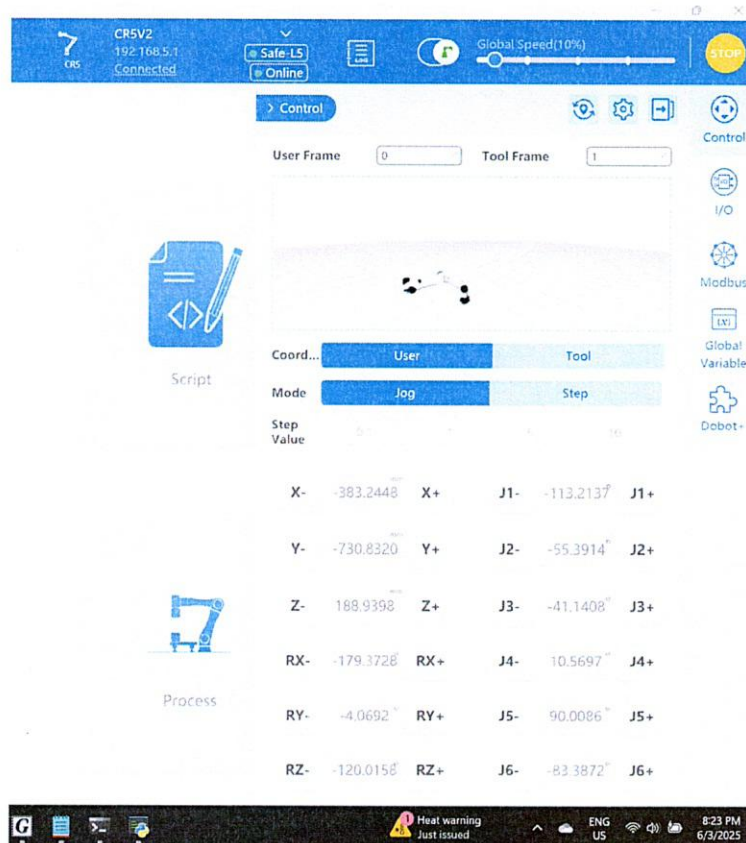 CR5V2
192.168.5.1
CR5
Connected
Safe-L5
Online
LOG
Global Speed(10%)
STOP
> Control
Control
User Frame 0 Tool Frame 1
I/O
Modbus
Global
Variable
Dobot+
Coord... User Tool
Mode Jog Step
Step
Value
Script
X- -383.2448 X+ J1- -113.2137° J1+
Y- -730.8320 Y+ J2- -55.3914° J2+
Z- 188.9398 Z+ J3- -41.1408° J3+
RX- -179.3728° RX+ J4- 10.5697° J4+
RY- -4.0692° RY+ J5- 90.0086° J5+
RZ- -120.0158° RZ+ J6- -83.3872° J6+
Process
G
1
Heat warning
Just issued
ENG
US
8:23 PM
6/3/2025